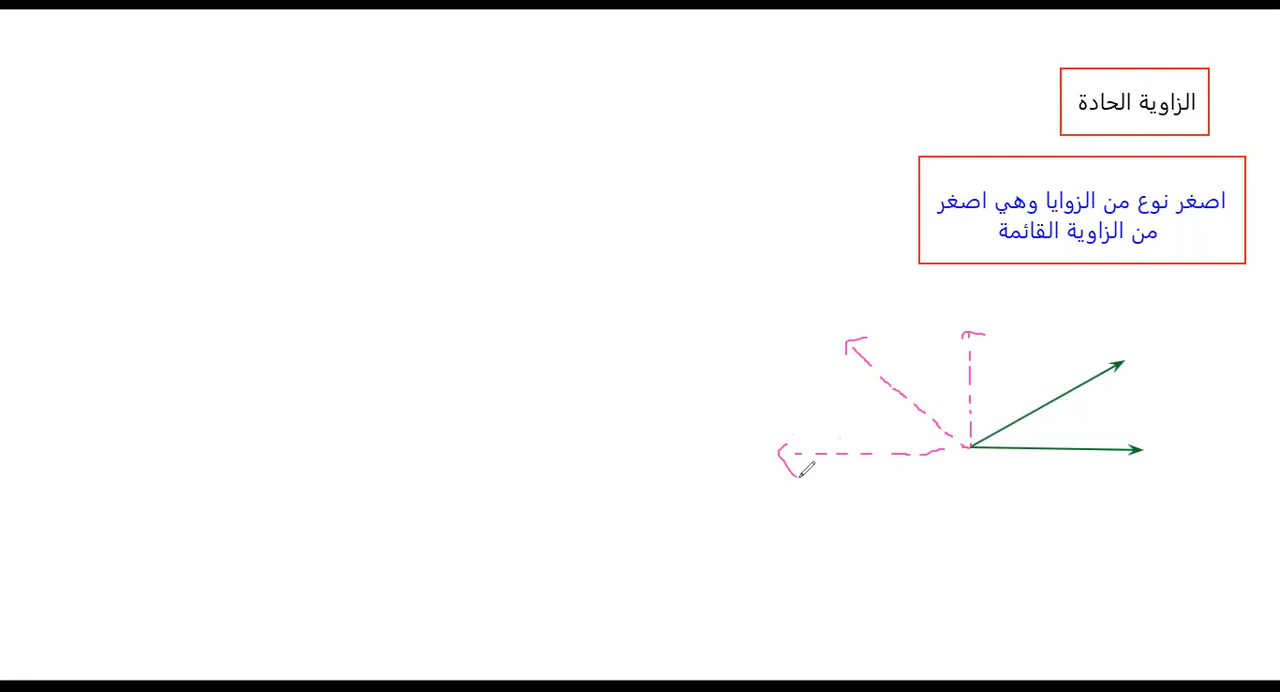 الزاوية الحادة
اصغر نوع من الزوايا وهي اصغر
من الزاوية القائمة